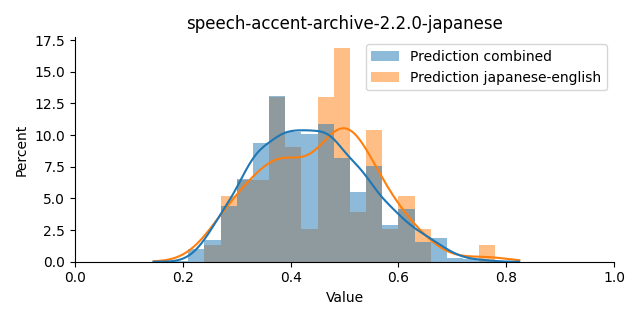 speech-accent-archive-2.2.0-japanese
Prediction combined
Prediction japanese-english
Percent
17.5
15.0
12.5
10.0
7.5
5.0
2.5
0.0
0.0 0.2 0.4 0.6 0.8 1.0
Value